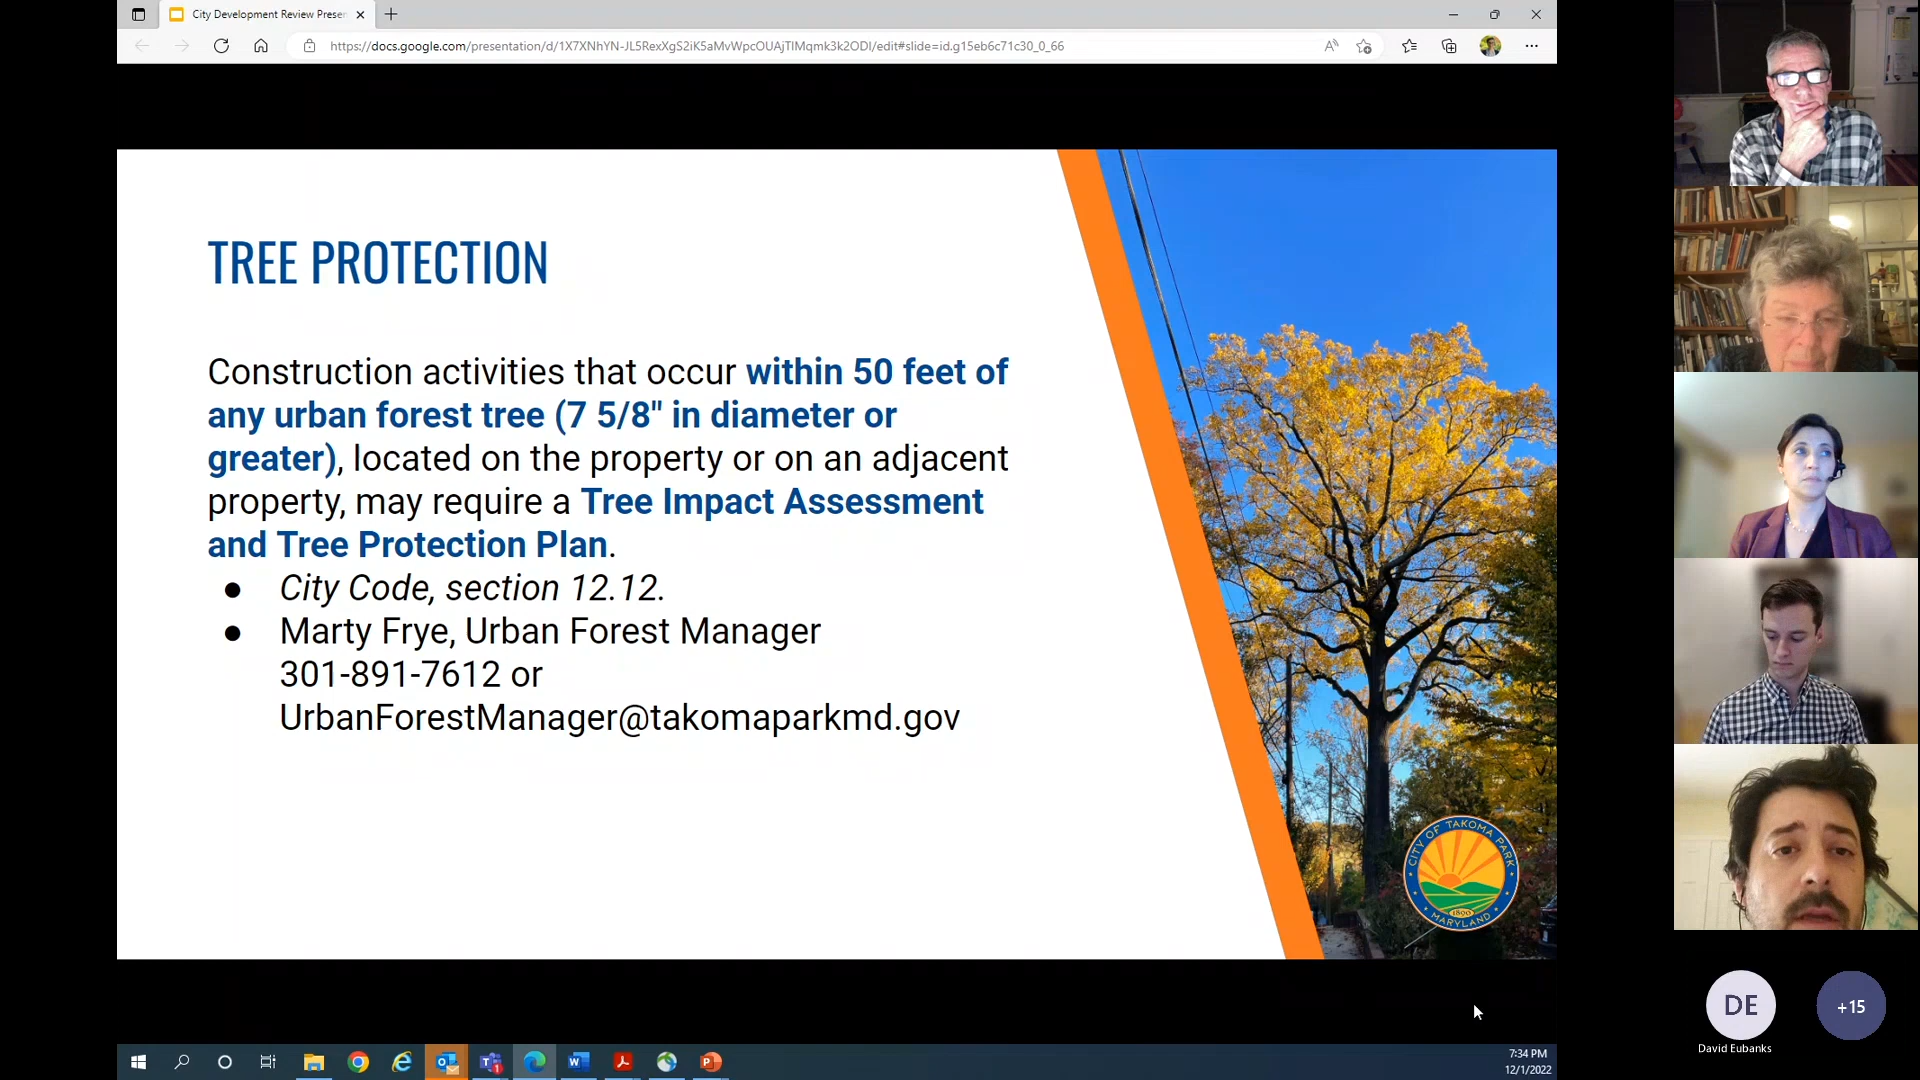 City Development Review Presen
https://docs.google.com/presentation/d/1X7XNhYN-JL5RexXgS2iK5aMvWpcOUAjTlMqmk3k2ODI/edit#slide=id.g15eb6c71c30_0_66
TREE PROTECTION
Construction activities that occur within 50 feet of
any urban forest tree (7 5/8" in diameter or
greater), located on the property or on an adjacent
property, may require a Tree Impact Assessment
and Tree Protection Plan.
● City Code, section 12.12.
● Marty Frye, Urban Forest Manager
301-891-7612 or
UrbanForestManager@takomaparkmd.gov
CITY OF TAKOMA PARK
1890
MARYLAND
DE
+15
David Eubanks
7:34 PM
12/1/2022